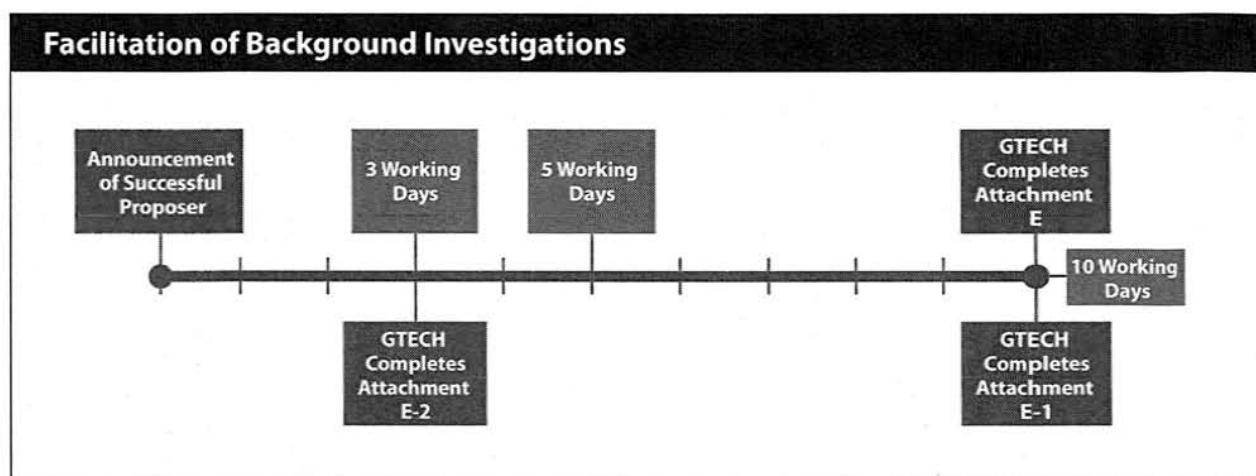 Facilitation of Background Investigations
Announcement
of Successful
Proposer
3 Working
Days
5 Working
Days
GTECH
Completes
Attachment
E
10 Working
Days
GTECH
Completes
Attachment
E-2
GTECH
Completes
Attachment
E-1